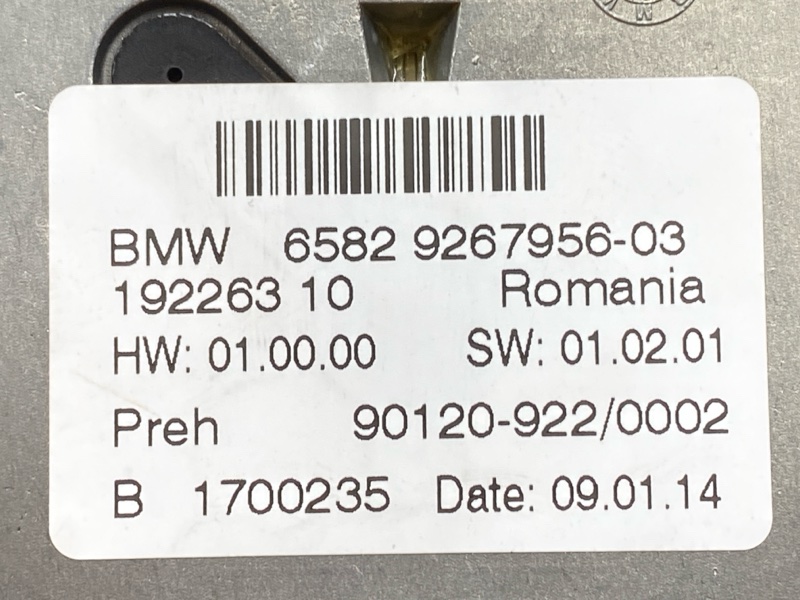 BMW 6582 9267956-03
192263 10 Romania
HW: 01.00.00 SW: 01.02.01
Preh 90120-922/0002
B 1700235 Date: 09.01.14